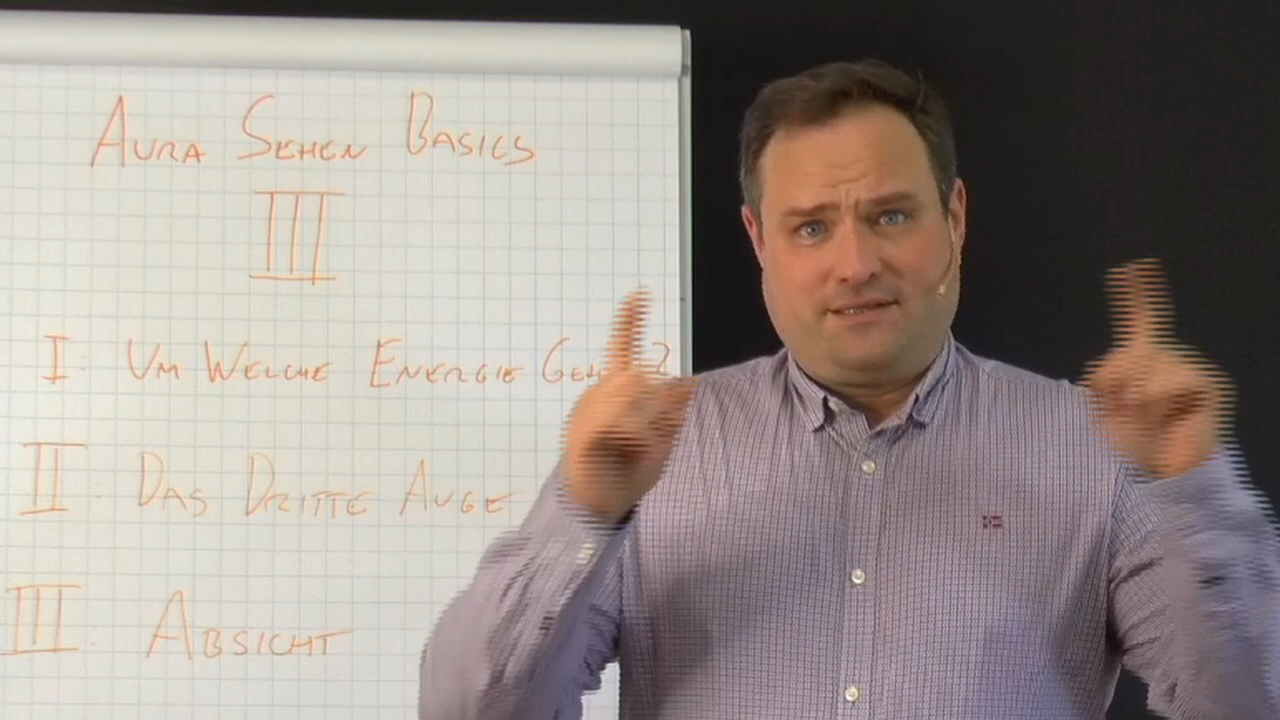 AURA SEHEN BASICS
III
I: UM WELCHE ENERGIE
II: DAS DRITTE AUGE
III: ABSICHT